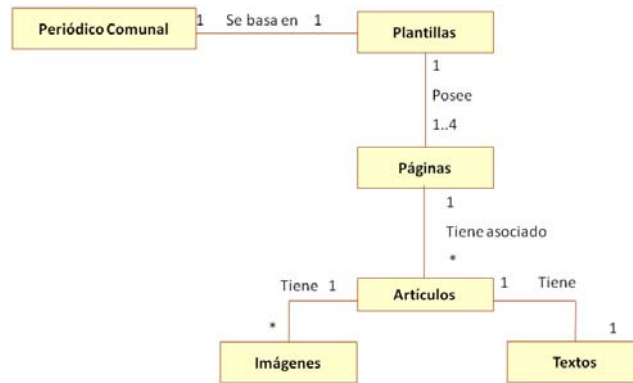 Periódico Comunal
1 Se basa en 1
Plantillas
1
Posee
1..4
Páginas
1
Tiene asociado
*
Artículos
Tiene 1
1 Tiene
*
1
Imágenes
Textos